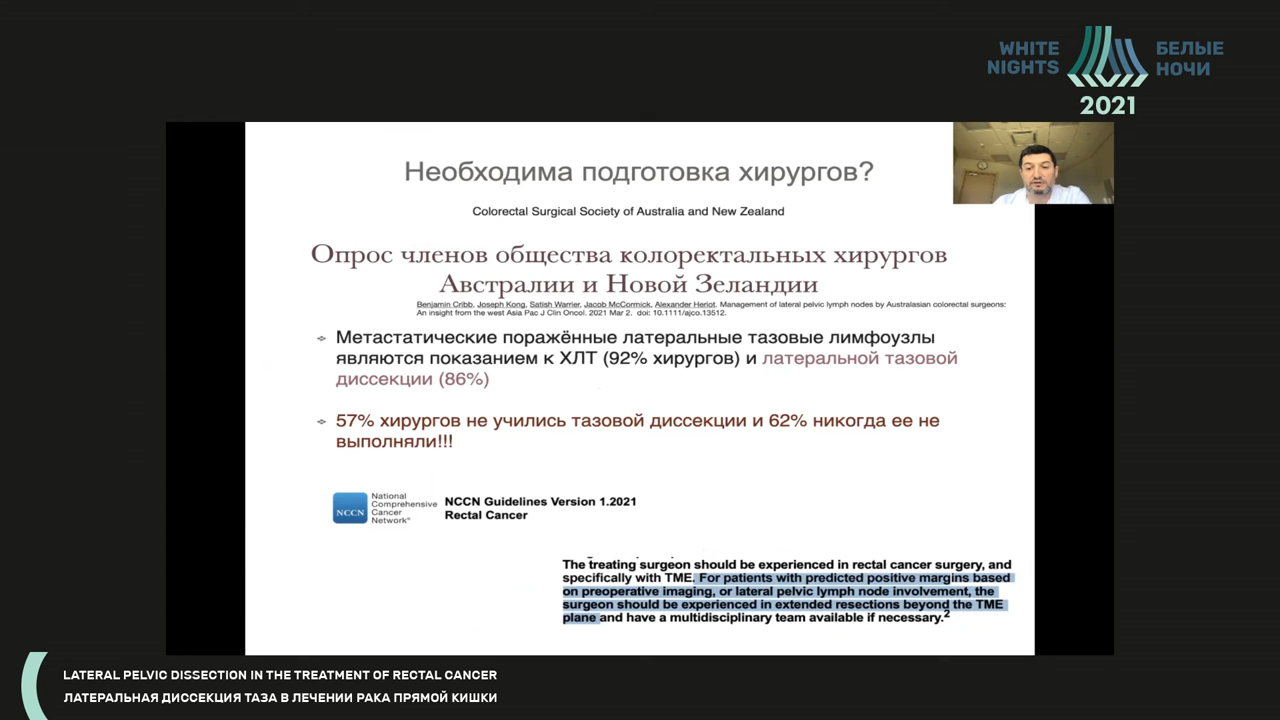 WHITE
NIGHTS
БЕЛЫЕ
НОЧИ
2021
Необходима подготовка хирургов?
Colorectal Surgical Society of Australia and New Zealand
Опрос членов общества колоректальных хирургов
Австралии и Новой Зеландии
Benjamin Cribb, Joseph Kong, Satish Warrier, Jacob McCormick, Alexander Heriot. Management of lateral pelvic lymph nodes by Australasian colorectal surgeons:
An insight from the west Asia Pac J Clin Oncol. 2021 Mar 2. doi: 10.1111/ajco.13512.
Метастатические поражённые латеральные тазовые лимфоузлы
являются показанием к ХЛТ (92% хирургов) и латеральной тазовой
диссекции (86%)
57% хирургов не учились тазовой диссекции и 62% никогда ее не
выполняли!!!
NCCN
National
Comprehensive
Cancer
Network®
NCCN Guidelines Version 1.2021
Rectal Cancer
The treating surgeon should be experienced in rectal cancer surgery, and
specifically with TME. For patients with predicted positive margins based
on preoperative imaging, or lateral pelvic lymph node involvement, the
surgeon should be experienced in extended resections beyond the TME
plane and have a multidisciplinary team available if necessary.2
LATERAL PELVIC DISSECTION IN THE TREATMENT OF RECTAL CANCER
ЛАТЕРАЛЬНАЯ ДИССЕКЦИЯ ТАЗА В ЛЕЧЕНИИ РАКА ПРЯМОЙ КИШКИ